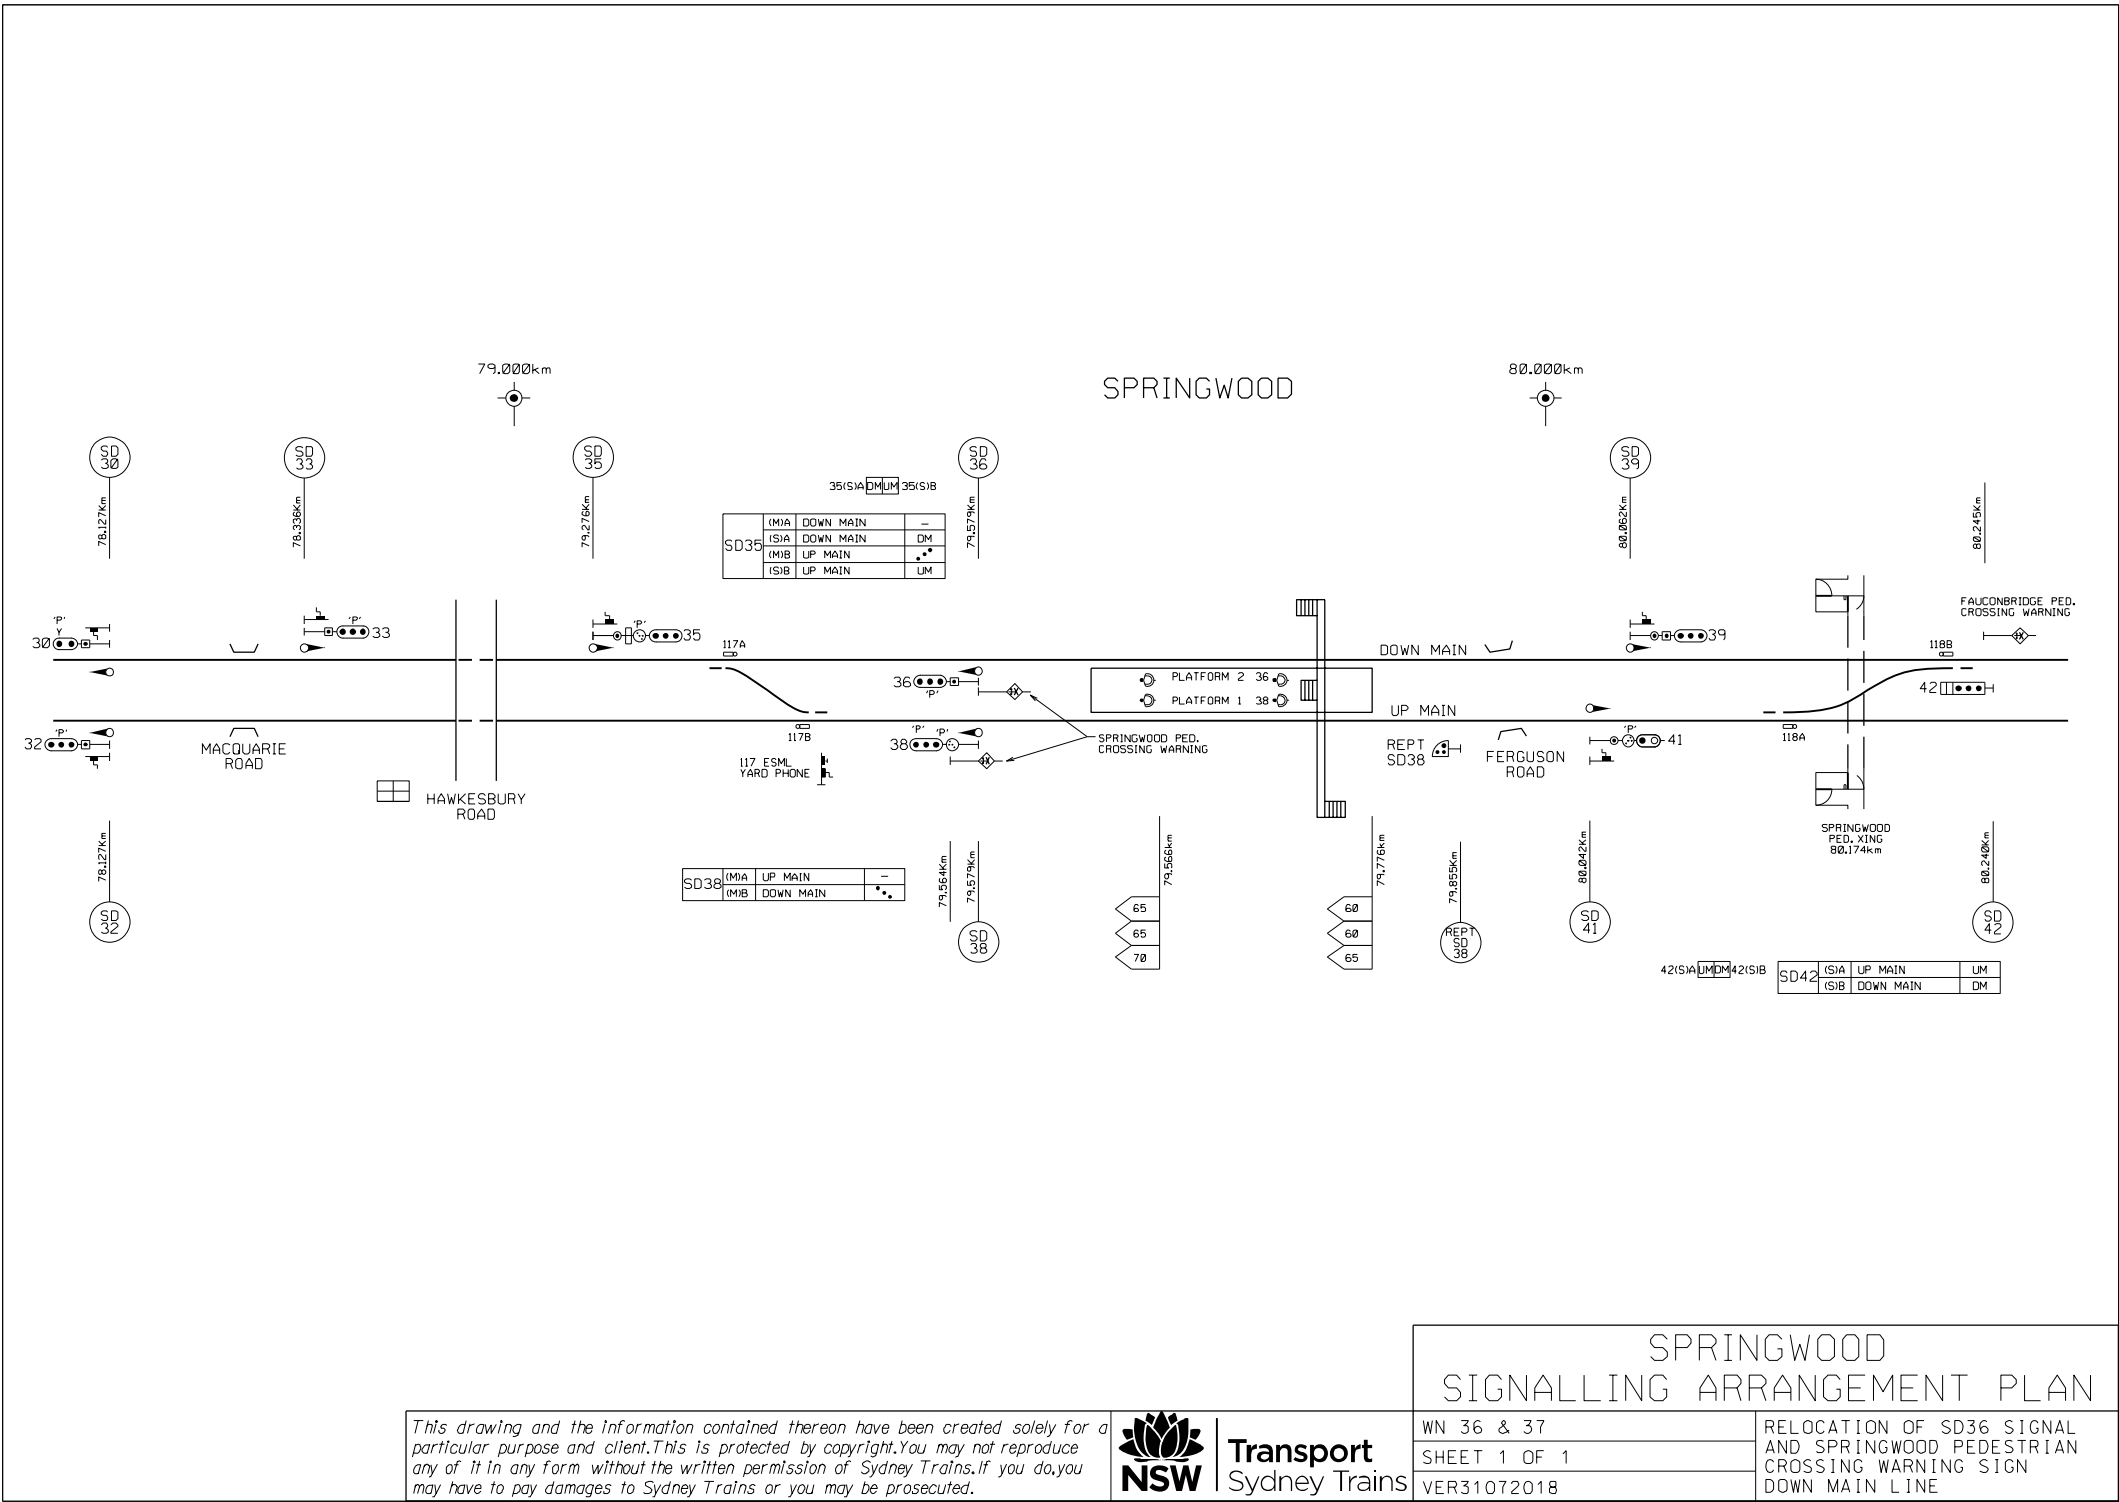 79.000km
80.000km
SPRINGWOOD
SD 30
SD 33
SD 35
SD 36
SD 39
78.127Km
78.336Km
79.276Km
79.579Km
80.062Km
80.245Km
35(S)A DM UM 35(S)B
SD35
(M)A DOWN MAIN –
(S)A DOWN MAIN DM
(M)B UP MAIN
(S)B UP MAIN UM
'P'
Y
30
'P'
33
'P'
35
117A
'P'
39
FAUCONBRIDGE PED.
CROSSING WARNING
118B
DOWN MAIN
36
'P'
PLATFORM 2 36
PLATFORM 1 38
42
UP MAIN
'P'
32
MACQUARIE
ROAD
117B
'P' 'P'
38
SPRINGWOOD PED.
CROSSING WARNING
117 ESML
YARD PHONE
REPT
SD38
FERGUSON
ROAD
'P'
41
118A
HAWKESBURY
ROAD
SPRINGWOOD
PED. XING
80.174km
78.127Km
79.564Km
79.579Km
79.566km
79.776km
79.855Km
80.042Km
80.240Km
SD38
(M)A UP MAIN –
(M)B DOWN MAIN
SD 32
SD 38
65
65
70
60
60
65
REPT SD 38
SD 41
SD 42
42(S)A UM DM 42(S)B
SD42
(S)A UP MAIN UM
(S)B DOWN MAIN DM
SPRINGWOOD
SIGNALLING ARRANGEMENT PLAN
This drawing and the information contained thereon have been created solely for a
particular purpose and client.This is protected by copyright.You may not reproduce
any of it in any form without the written permission of Sydney Trains.If you do,you
may have to pay damages to Sydney Trains or you may be prosecuted.
NSW
Transport
Sydney Trains
WN 36 & 37
SHEET 1 OF 1
VER31072018
RELOCATION OF SD36 SIGNAL
AND SPRINGWOOD PEDESTRIAN
CROSSING WARNING SIGN
DOWN MAIN LINE